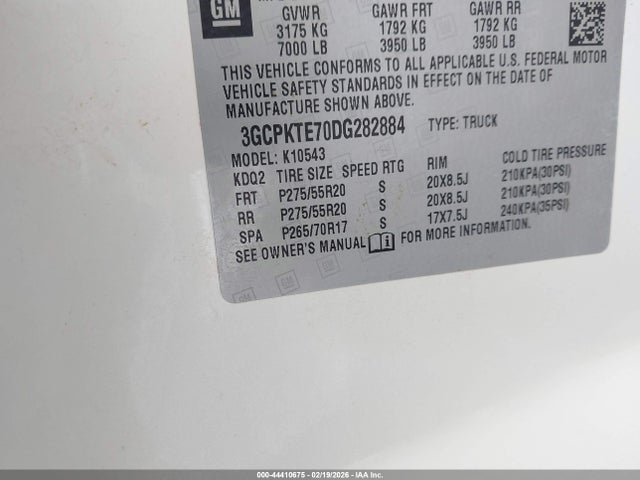 GM
GVWR GAWR FRT GAWR RR
3175 KG 1792 KG 1792 KG
7000 LB 3950 LB 3950 LB
THIS VEHICLE CONFORMS TO ALL APPLICABLE U.S. FEDERAL MOTOR
VEHICLE SAFETY STANDARDS IN EFFECT ON THE DATE OF
MANUFACTURE SHOWN ABOVE.
3GCPKTE70DG282884 TYPE: TRUCK
MODEL: K10543
KDQ2 TIRE SIZE SPEED RTG RIM COLD TIRE PRESSURE
FRT P275/55R20 S 20X8.5J 210KPA(30PSI)
RR P275/55R20 S 20X8.5J 210KPA(30PSI)
SPA P265/70R17 S 17X7.5J 240KPA(35PSI)
SEE OWNER'S MANUAL FOR MORE INFORMATION.
000-44410675 - 02/19/2026 - IAA Inc.